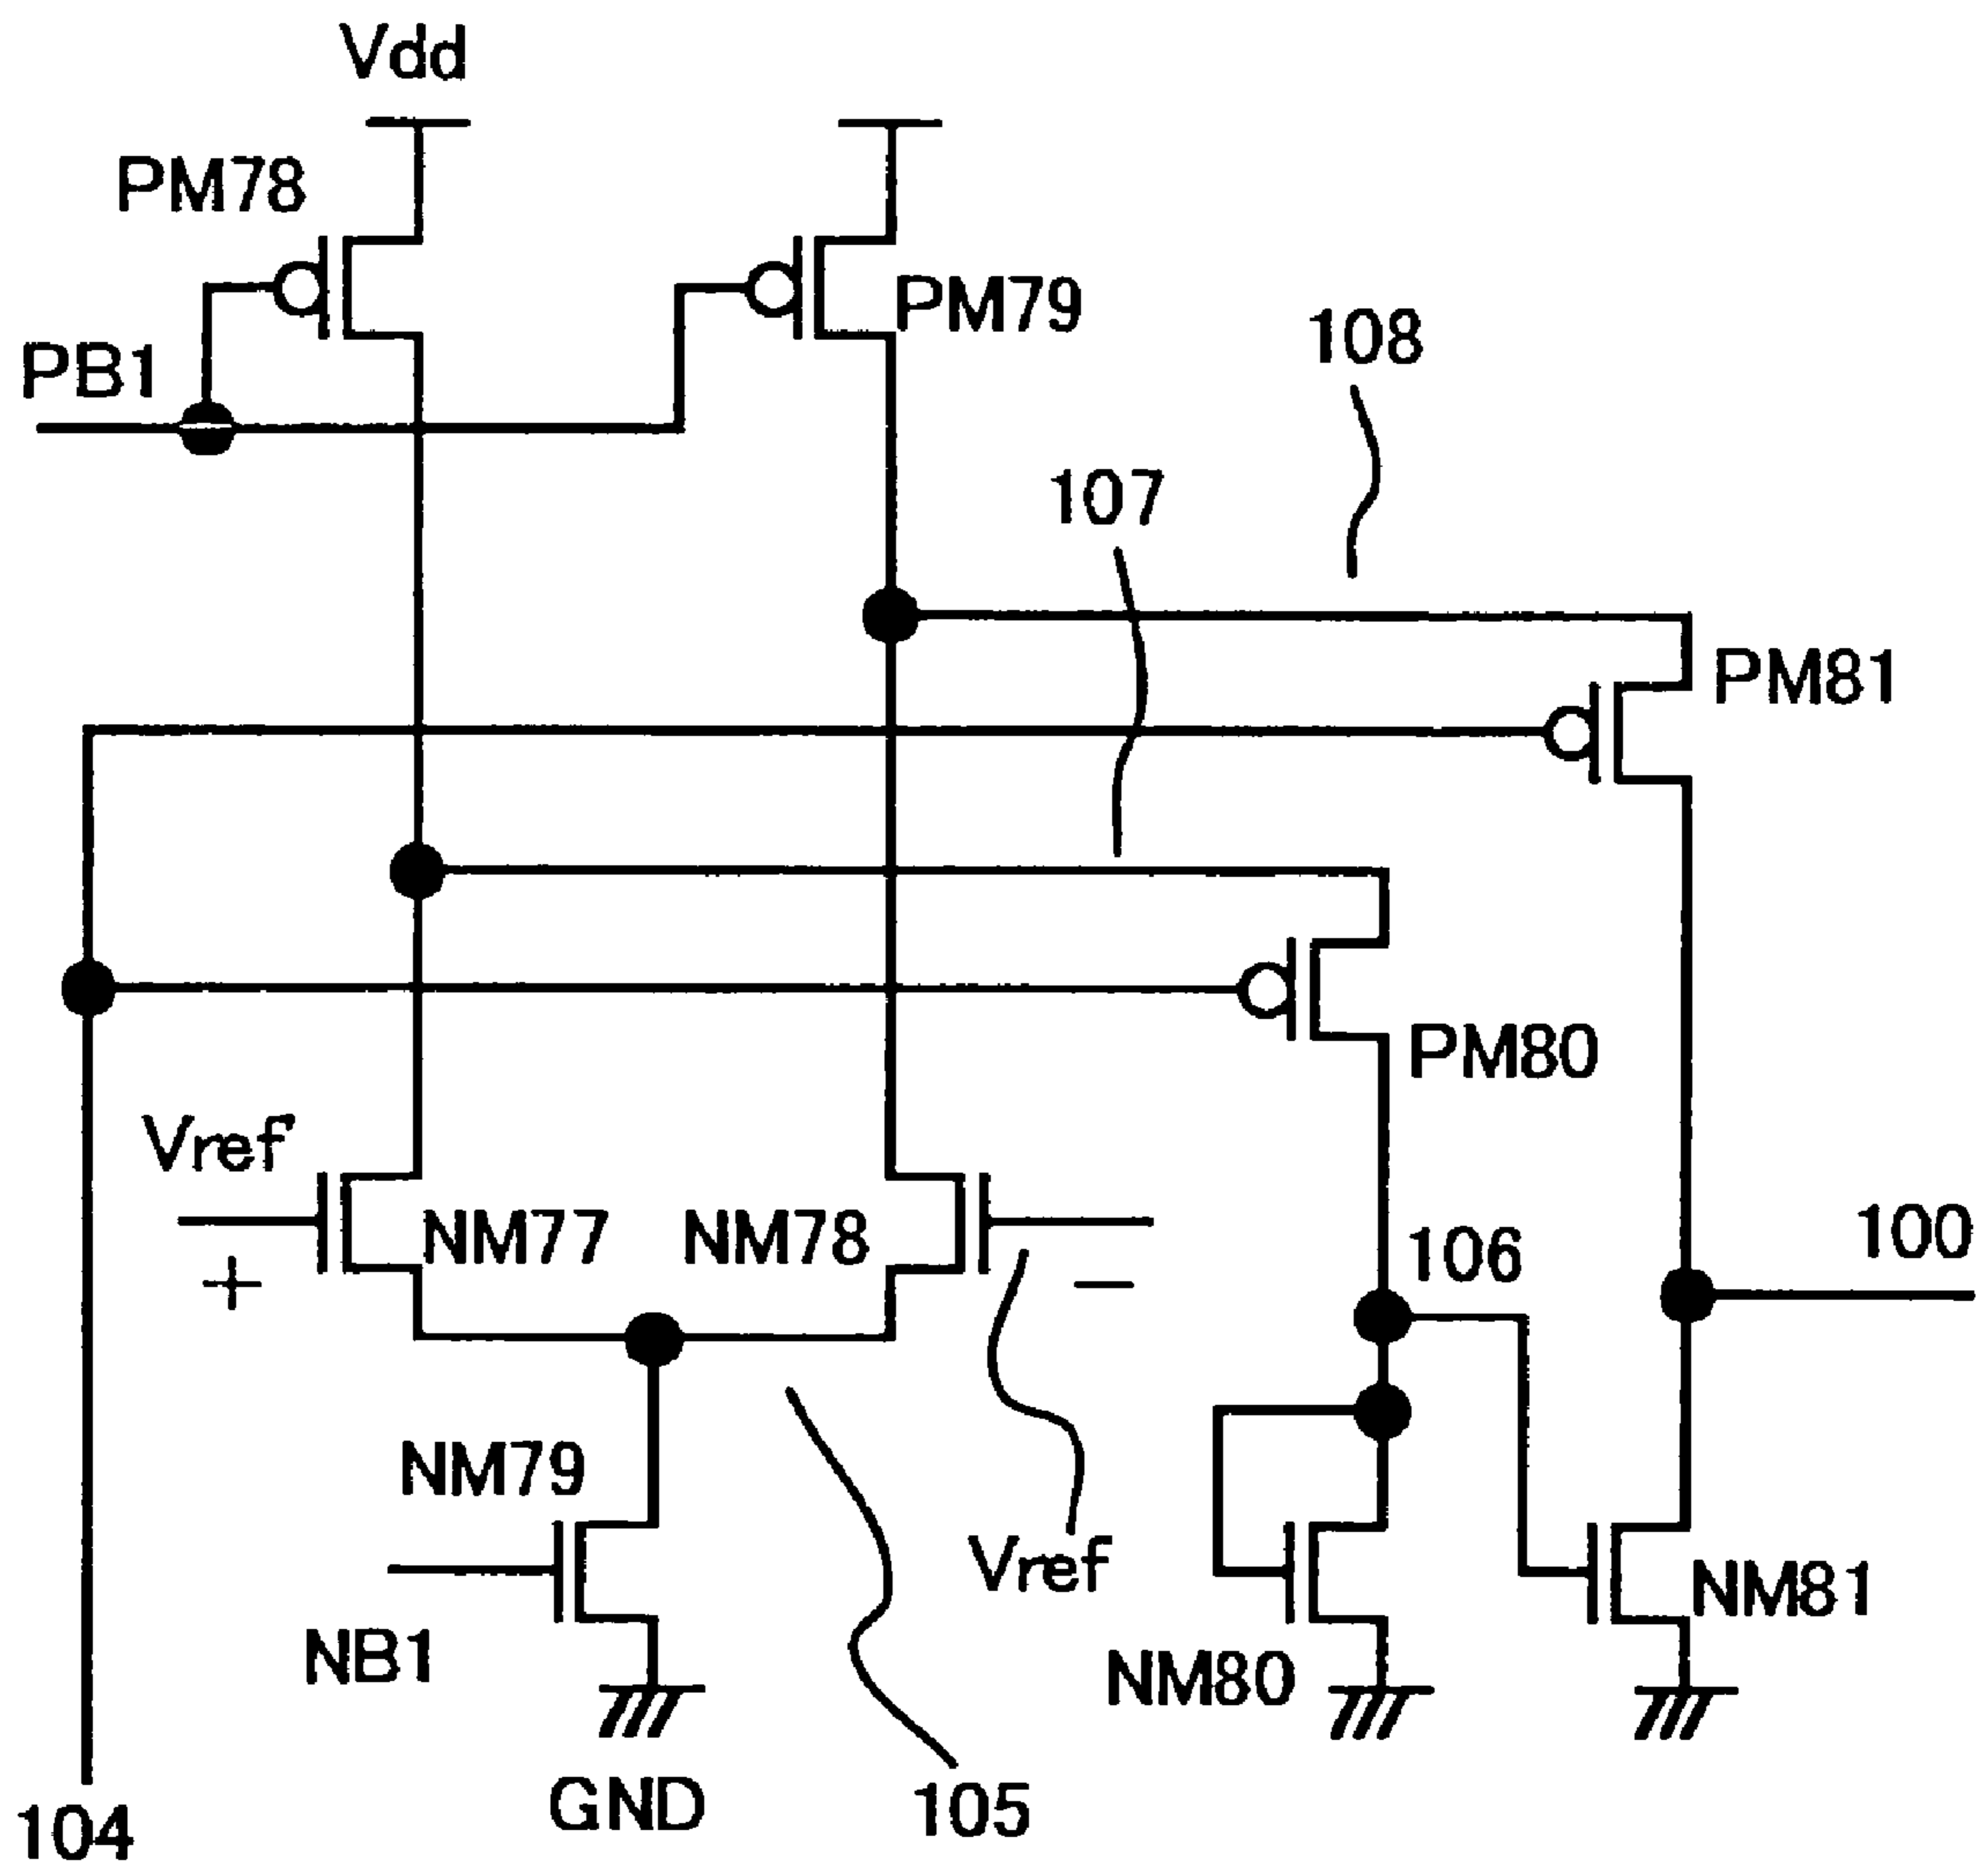 Vdd
PM78
PM79
PB1
108
107
PM81
PM80
Vref'
NM77
NM78
+
−
106
100
NM79
Vref
NM81
NB1
NM80
GND
105
104